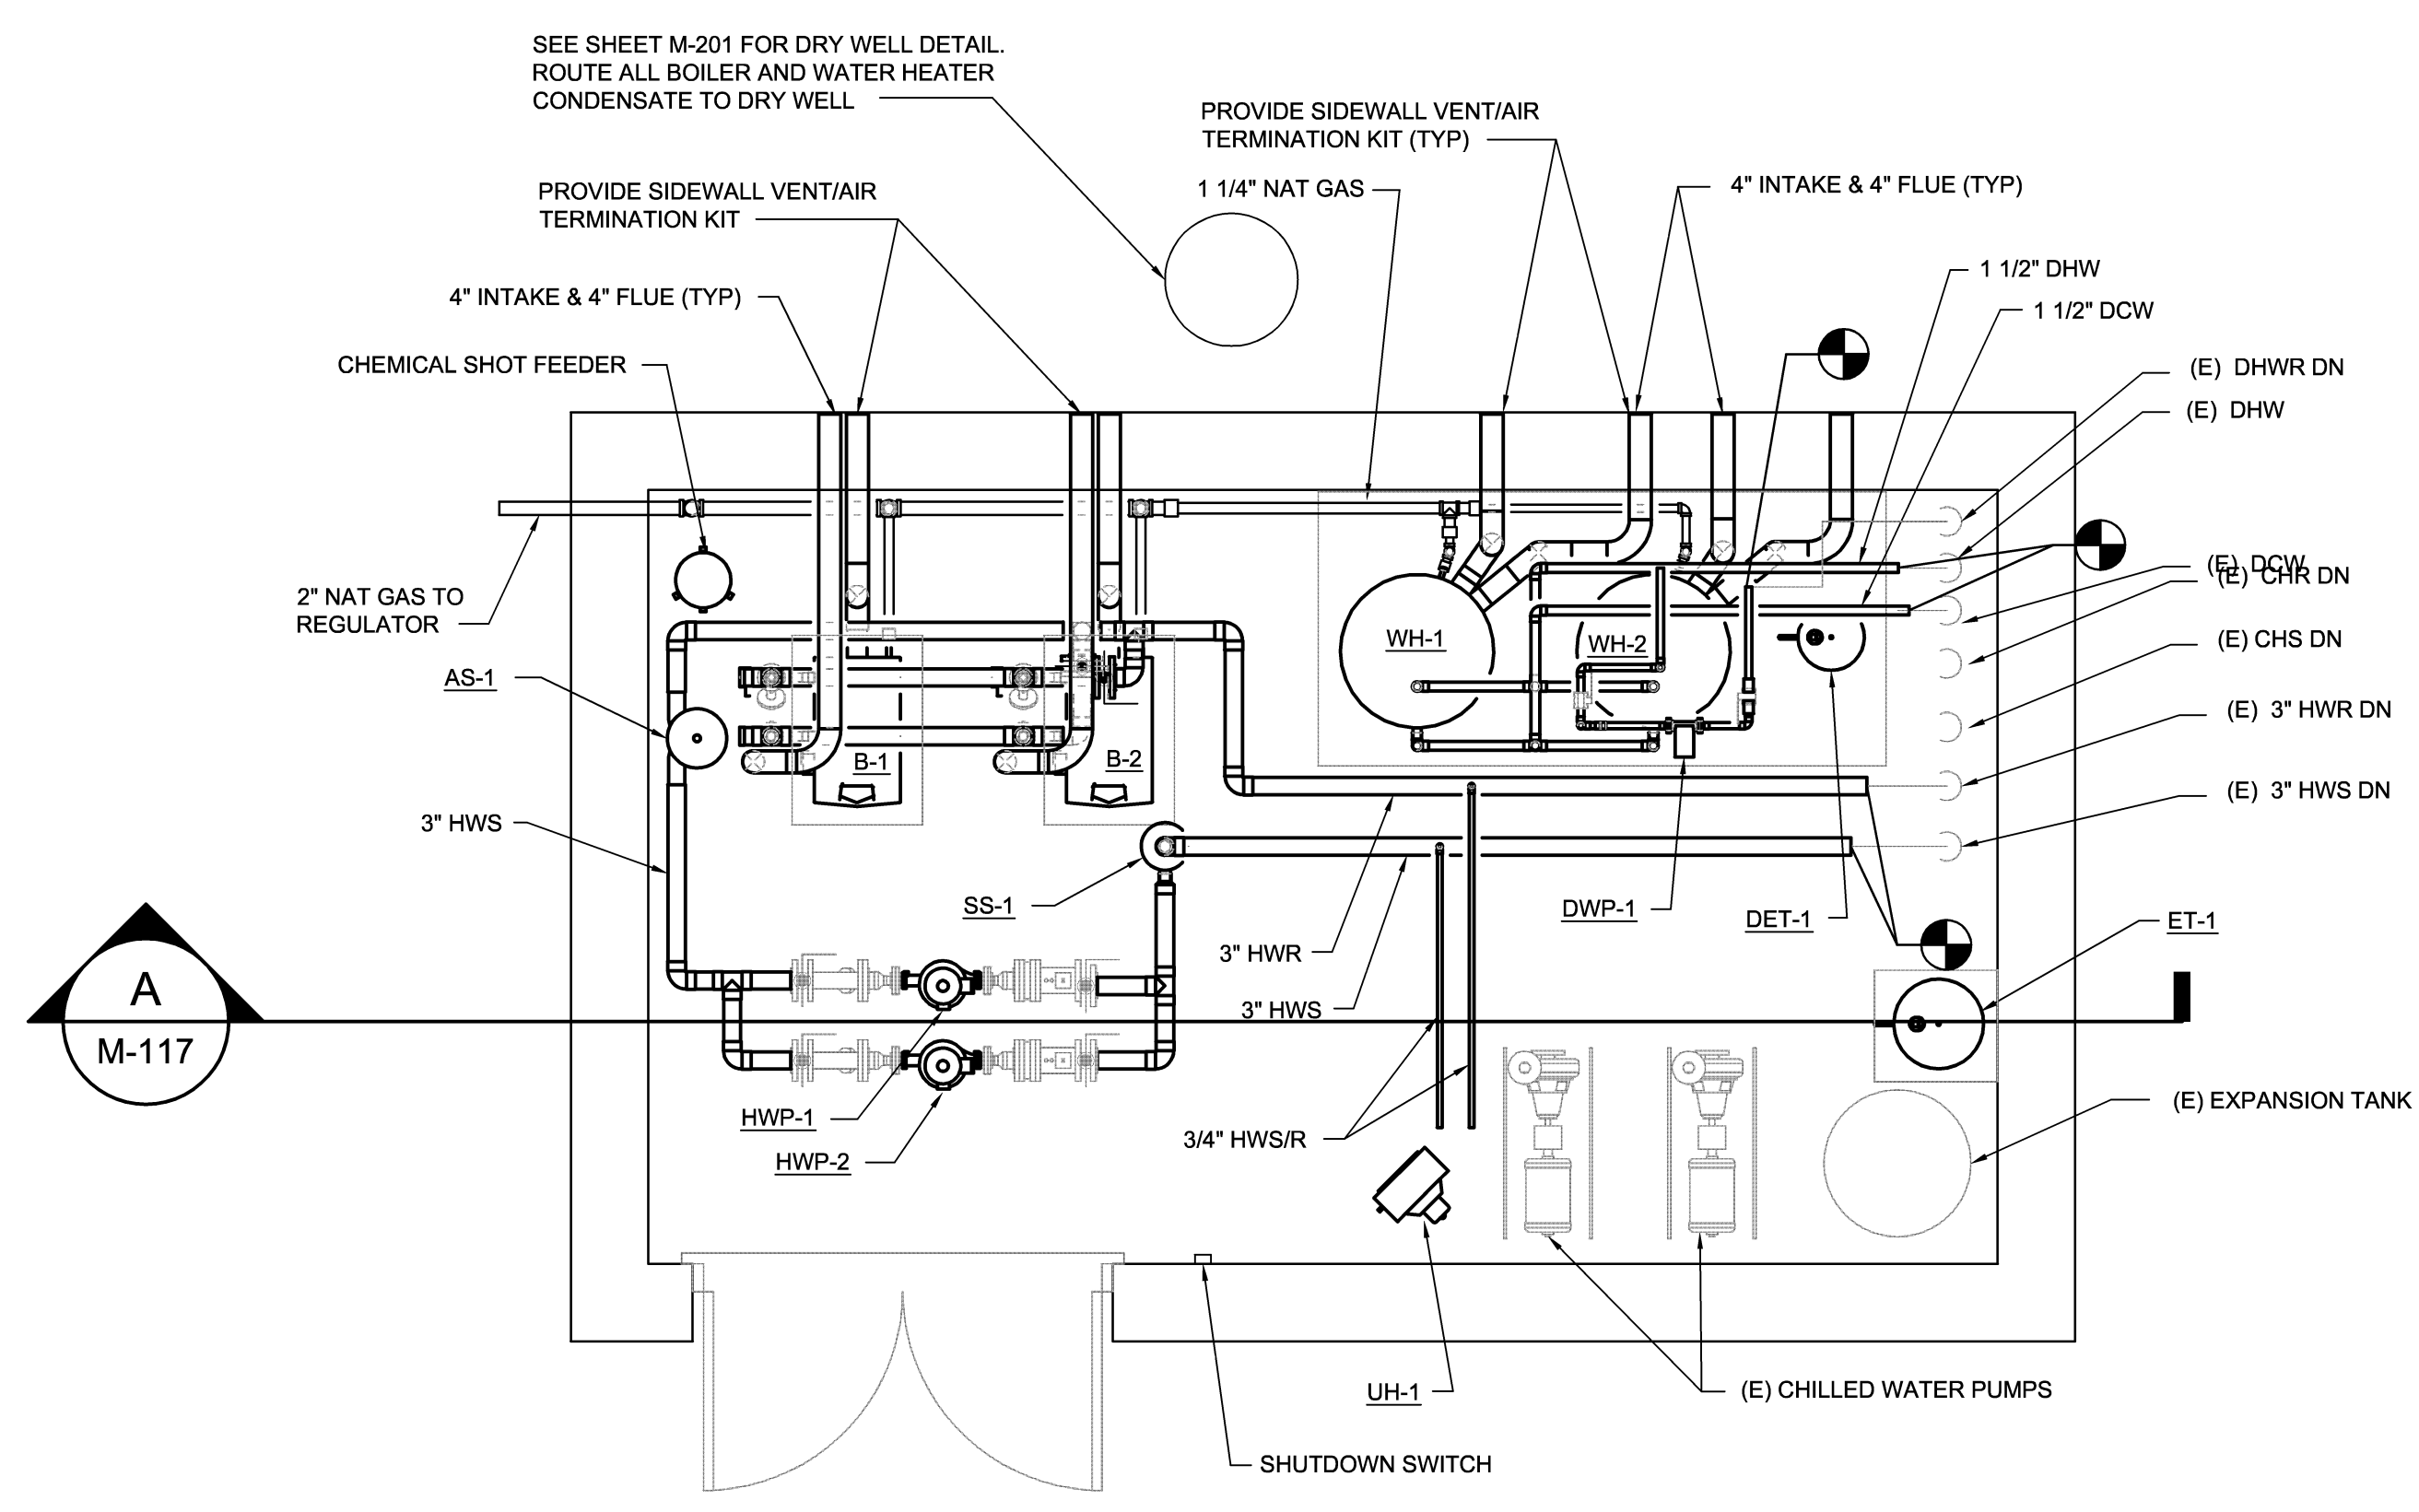 SEE SHEET M-201 FOR DRY WELL DETAIL.
ROUTE ALL BOILER AND WATER HEATER
CONDENSATE TO DRY WELL
PROVIDE SIDEWALL VENT/AIR
TERMINATION KIT (TYP)
PROVIDE SIDEWALL VENT/AIR
TERMINATION KIT
1 1/4" NAT GAS
4" INTAKE & 4" FLUE (TYP)
4" INTAKE & 4" FLUE (TYP)
1 1/2" DHW
1 1/2" DCW
CHEMICAL SHOT FEEDER
(E) DHWR DN
(E) DHW
(E) DCW
(E) CHR DN
2" NAT GAS TO
REGULATOR
WH-1
WH-2
(E) CHS DN
AS-1
(E) 3" HWR DN
B-1
B-2
(E) 3" HWS DN
3" HWS
SS-1
DWP-1
DET-1
ET-1
3" HWR
A
M-117
3" HWS
(E) EXPANSION TANK
HWP-1
3/4" HWS/R
HWP-2
UH-1
(E) CHILLED WATER PUMPS
SHUTDOWN SWITCH